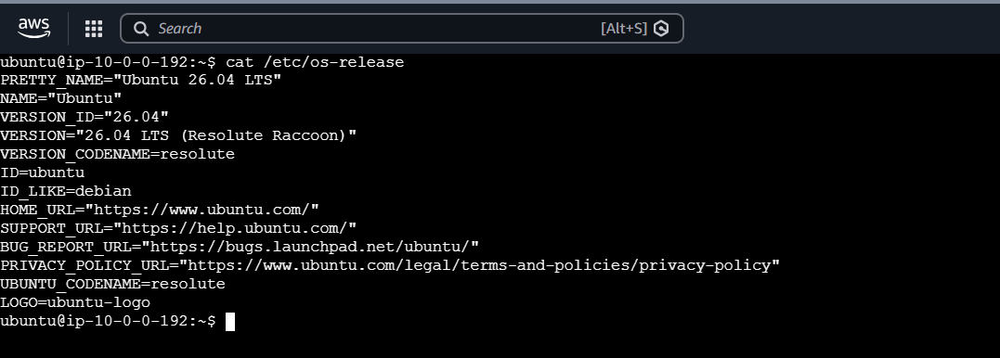 aws
Search [Alt+S]
ubuntu@ip-10-0-0-192:~$ cat /etc/os-release
PRETTY_NAME="Ubuntu 26.04 LTS"
NAME="Ubuntu"
VERSION_ID="26.04"
VERSION="26.04 LTS (Resolute Raccoon)"
VERSION_CODENAME=resolute
ID=ubuntu
ID_LIKE=debian
HOME_URL="https://www.ubuntu.com/"
SUPPORT_URL="https://help.ubuntu.com/"
BUG_REPORT_URL="https://bugs.launchpad.net/ubuntu/"
PRIVACY_POLICY_URL="https://www.ubuntu.com/legal/terms-and-policies/privacy-policy"
UBUNTU_CODENAME=resolute
LOGO=ubuntu-logo
ubuntu@ip-10-0-0-192:~$